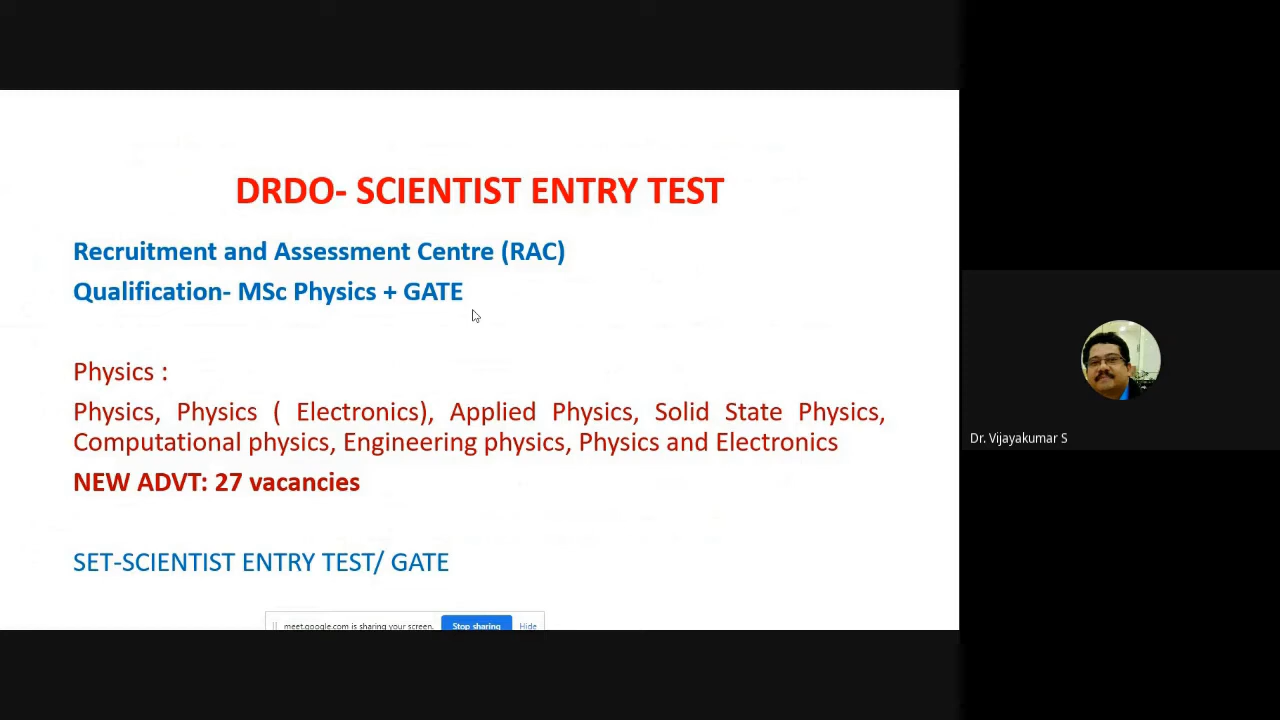 DRDO- SCIENTIST ENTRY TEST
Recruitment and Assessment Centre (RAC)
Qualification- MSc Physics + GATE
Physics :
Physics, Physics ( Electronics), Applied Physics, Solid State Physics,
Computational physics, Engineering physics, Physics and Electronics
NEW ADVT: 27 vacancies
SET-SCIENTIST ENTRY TEST/ GATE
meet.google.com is sharing your screen. Stop sharing Hide
Dr. Vijayakumar S